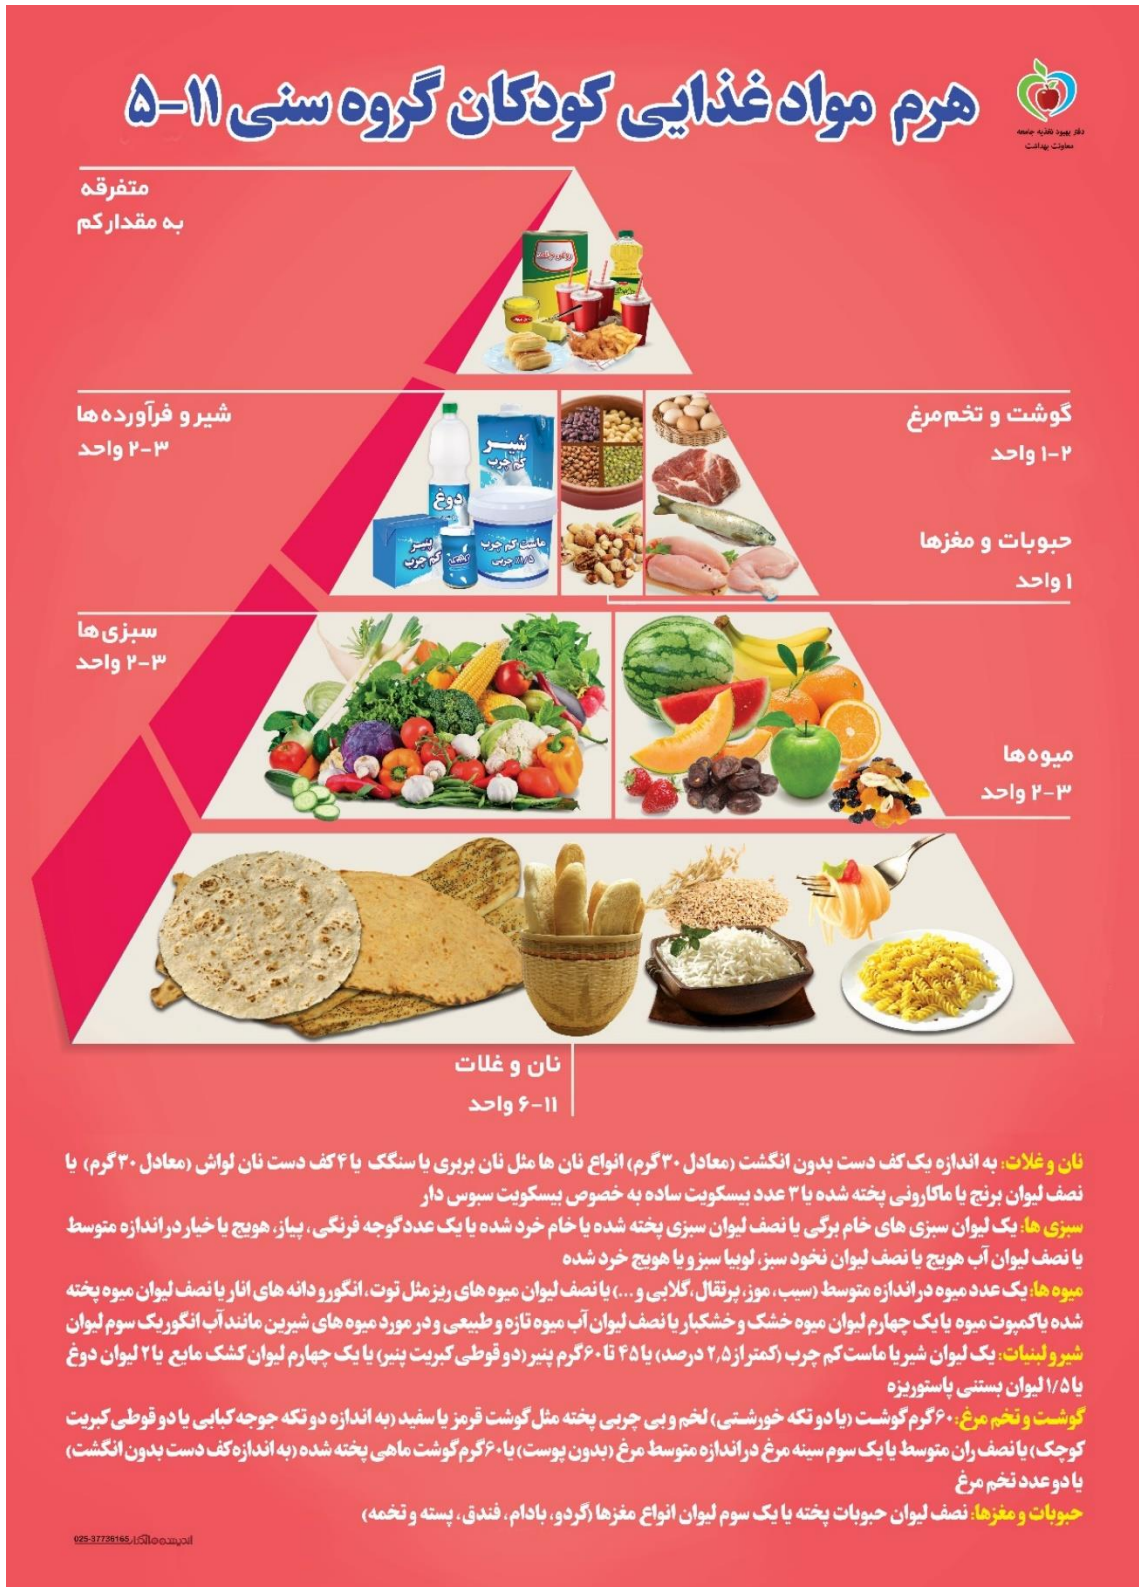 هرم مواد غذایی کودکان گروه سنی ۱۱-۵
دفتر بهبود تغذیه جامعه
معاونت بهداشت
متفرقه
به مقدار کم
شیر و فرآورده‌ها
۲-۳ واحد
گوشت و تخم مرغ
۱-۲ واحد
حبوبات و مغزها
۱ واحد
شیر
کم چرب
دوغ
پنیر
کم چرب
کشک
ماست کم چرب
۱/۵٪ چربی
سبزی ها
۲-۳ واحد
میوه‌ها
۲-۳ واحد
نان و غلات
۶-۱۱ واحد
نان و غلات: به اندازه یک کف دست بدون انگشت (معادل ۳۰ گرم) انواع نان ها مثل نان بربری یا سنگک یا ۴ کف دست نان لواش (معادل ۳۰ گرم) یا
نصف لیوان برنج یا ماکارونی پخته شده یا ۳ عدد بیسکویت ساده به خصوص بیسکویت سبوس دار
سبزی ها: یک لیوان سبزی های خام برگی یا نصف لیوان سبزی پخته شده یا خام خرد شده یا یک عدد گوجه فرنگی، پیاز، هویج یا خیار در اندازه متوسط
یا نصف لیوان آب هویج یا نصف لیوان نخود سبز، لوبیا سبز و یا هویج خرد شده
میوه ها: یک عدد میوه در اندازه متوسط (سیب، موز، پرتقال، گلابی و ...) یا نصف لیوان میوه های ریز مثل توت، انگور و دانه های انار یا نصف لیوان میوه پخته
شده یا کمپوت میوه یا یک چهارم لیوان میوه خشک و خشکبار یا نصف لیوان آب میوه تازه و طبیعی و در مورد میوه های شیرین مانند آب انگور یک سوم لیوان
شیر و لبنیات: یک لیوان شیر یا ماست کم چرب (کمتر از ۲,۵ درصد) یا ۴۵ تا ۶۰ گرم پنیر (دو قوطی کبریت پنیر) یا یک چهارم لیوان کشک مایع یا ۲ لیوان دوغ
یا ۱/۵ لیوان بستنی پاستوریزه
گوشت و تخم مرغ: ۶۰ گرم گوشت (یا دو تکه خورشتی) لخم و بی چربی پخته مثل گوشت قرمز یا سفید (به اندازه دو تکه جوجه کبابی یا دو قوطی کبریت
کوچک) یا نصف ران متوسط یا یک سوم سینه مرغ در اندازه متوسط مرغ (بدون پوست) یا ۶۰ گرم گوشت ماهی پخته شده (به اندازه کف دست بدون انگشت)
یا دو عدد تخم مرغ
حبوبات و مغزها: نصف لیوان حبوبات پخته یا یک سوم لیوان انواع مغزها (گردو، بادام، فندق، پسته و تخمه)
025-37738165